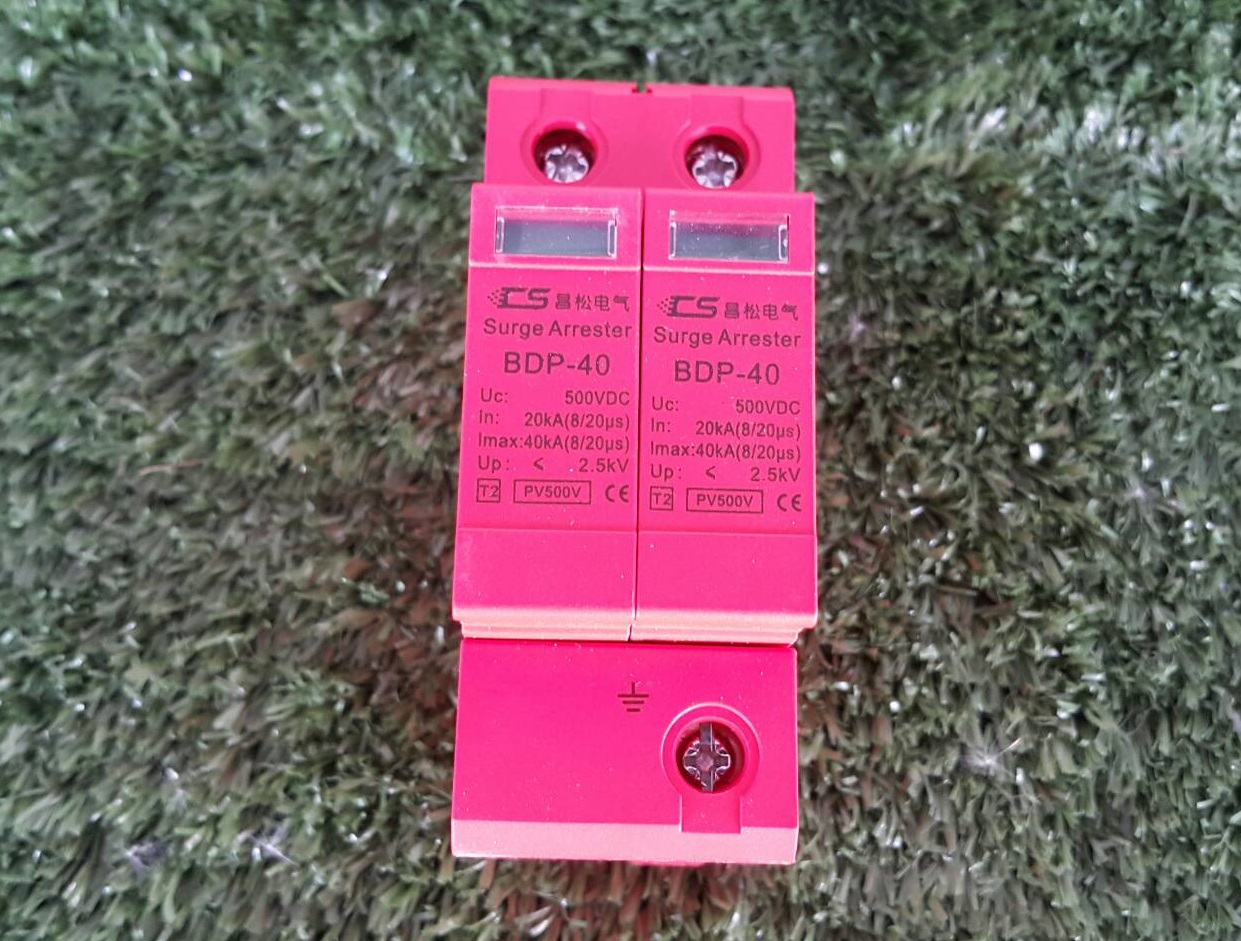 CS 昌松电气
Surge Arrester
BDP-40
Uc: 500VDC
In: 20kA(8/20µs)
Imax:40kA(8/20µs)
Up: < 2.5kV
T2 PV500V CE
CS 昌松电气
Surge Arrester
BDP-40
Uc: 500VDC
In: 20kA(8/20µs)
Imax:40kA(8/20µs)
Up: < 2.5kV
T2 PV500V CE